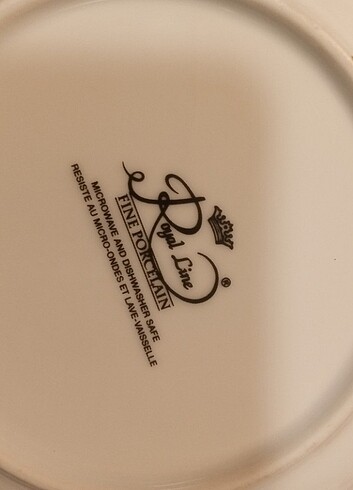 Royal Line ®
FINE PORCELAIN
MICROWAVE AND DISHWASHER SAFE
RESISTE AU MICRO-ONDES ET LAVE-VAISSELLE